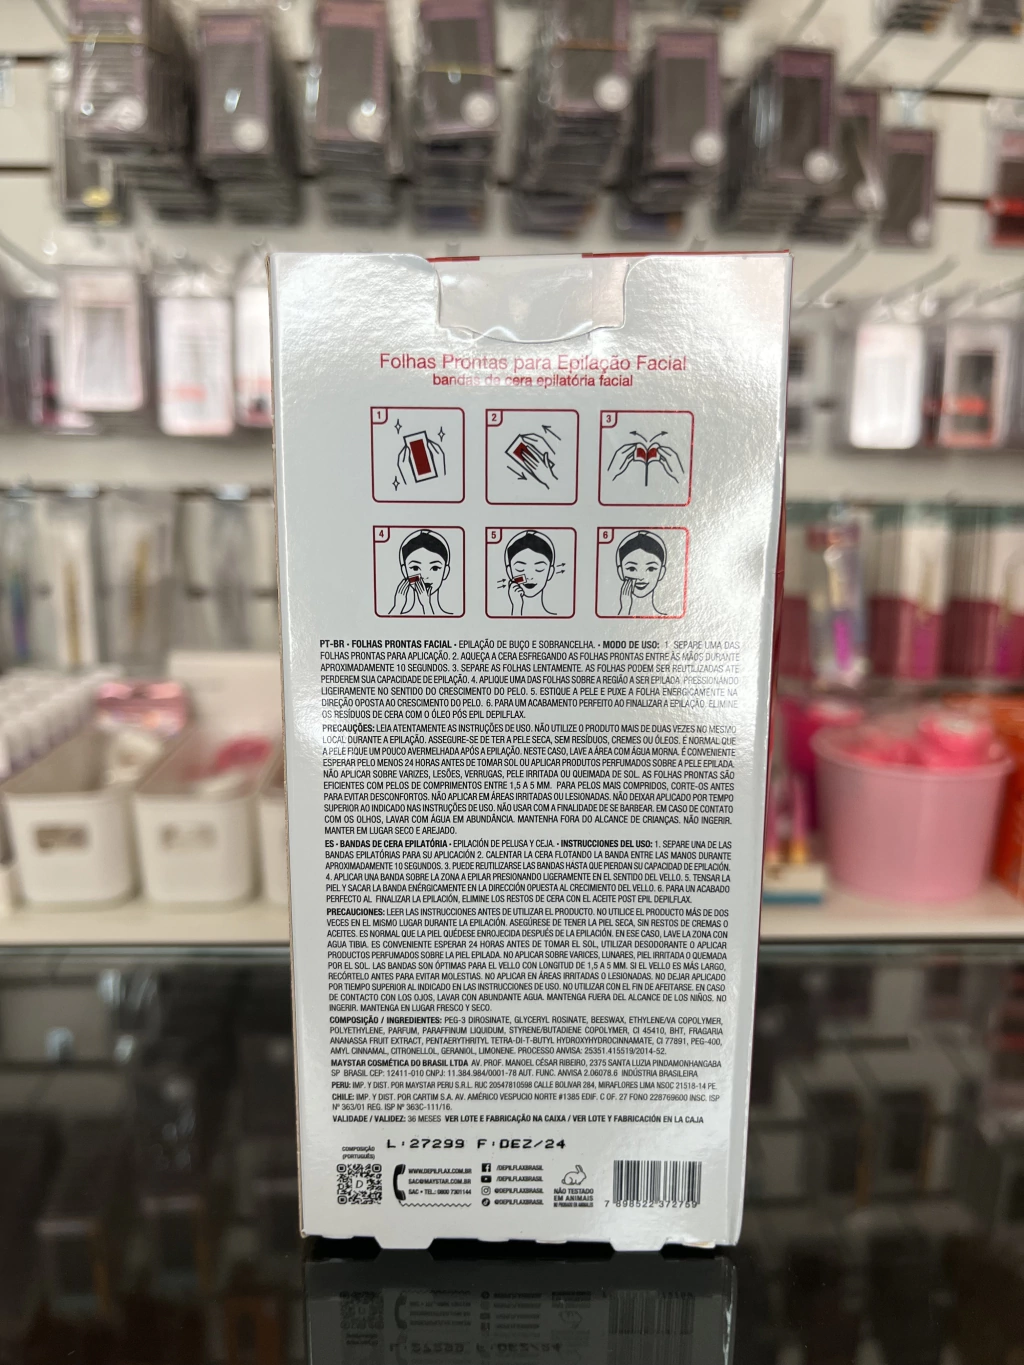 Folhas Prontas para Epilação Facial
bandas de cera epilatória facial
1
2
3
4
5
6
PT-BR • FOLHAS PRONTAS FACIAL • EPILAÇÃO DE BUÇO E SOBRANCELHA. • MODO DE USO: 1. SEPARE UMA DAS
FOLHAS PRONTAS PARA APLICAÇÃO. 2. AQUEÇA A CERA ESFREGANDO AS FOLHAS PRONTAS ENTRE AS MÃOS DURANTE
APROXIMADAMENTE 10 SEGUNDOS. 3. SEPARE AS FOLHAS LENTAMENTE. AS FOLHAS PODEM SER REUTILIZADAS ATÉ
PERDEREM SUA CAPACIDADE DE EPILAÇÃO. 4. APLIQUE UMA DAS FOLHAS SOBRE A REGIÃO A SER EPILADA, PRESSIONANDO
LIGEIRAMENTE NO SENTIDO DO CRESCIMENTO DO PELO. 5. ESTIQUE A PELE E PUXE A FOLHA ENERGICAMENTE NA
DIREÇÃO OPOSTA AO CRESCIMENTO DO PELO. 6. PARA UM ACABAMENTO PERFEITO AO FINALIZAR A EPILAÇÃO, ELIMINE
OS RESÍDUOS DE CERA COM O ÓLEO PÓS EPIL DEPILFLAX.
PRECAUÇÕES: LEIA ATENTAMENTE AS INSTRUÇÕES DE USO. NÃO UTILIZE O PRODUTO MAIS DE DUAS VEZES NO MESMO
LOCAL DURANTE A EPILAÇÃO. ASSEGURE-SE DE TER A PELE SECA, SEM RESÍDUOS, CREMES OU ÓLEOS. É NORMAL QUE
A PELE FIQUE UM POUCO AVERMELHADA APÓS A EPILAÇÃO. NESTE CASO, LAVE A ÁREA COM ÁGUA MORNA. É CONVENIENTE
ESPERAR PELO MENOS 24 HORAS ANTES DE TOMAR SOL OU APLICAR PRODUTOS PERFUMADOS SOBRE A PELE EPILADA.
NÃO APLICAR SOBRE VARIZES, LESÕES, VERRUGAS, PELE IRRITADA OU QUEIMADA DE SOL. AS FOLHAS PRONTAS SÃO
EFICIENTES COM PELOS DE COMPRIMENTOS ENTRE 1,5 A 5 MM. PARA PELOS MAIS COMPRIDOS, CORTE-OS ANTES
PARA EVITAR DESCONFORTOS. NÃO APLICAR EM ÁREAS IRRITADAS OU LESIONADAS. NÃO DEIXAR APLICADO POR TEMPO
SUPERIOR AO INDICADO NAS INSTRUÇÕES DE USO. NÃO USAR COM A FINALIDADE DE SE BARBEAR. EM CASO DE CONTATO
COM OS OLHOS, LAVAR COM ÁGUA EM ABUNDÂNCIA. MANTENHA FORA DO ALCANCE DE CRIANÇAS. NÃO INGERIR.
MANTER EM LUGAR SECO E AREJADO.
ES • BANDAS DE CERA EPILATÓRIA • EPILACIÓN DE PELUSA Y CEJA. • INSTRUCCIONES DEL USO: 1. SEPARE UNA DE LAS
BANDAS EPILATÓRIAS PARA SU APLICACIÓN 2. CALENTAR LA CERA FLOTANDO LA BANDA ENTRE LAS MANOS DURANTE
APROXIMADAMENTE 10 SEGUNDOS. 3. PUEDE REUTILIZARSE LAS BANDAS HASTA QUE PIERDAN SU CAPACIDAD DE EPILACIÓN.
4. APLICAR UNA BANDA SOBRE LA ZONA A EPILAR PRESIONANDO LIGERAMENTE EN EL SENTIDO DEL VELLO. 5. TENSAR LA
PIEL Y SACAR LA BANDA ENÉRGICAMENTE EN LA DIRECCIÓN OPUESTA AL CRECIMIENTO DEL VELLO. 6. PARA UN ACABADO
PERFECTO AL FINALIZAR LA EPILACIÓN, ELIMINE LOS RESTOS DE CERA CON EL ACEITE POST EPIL DEPILFLAX.
PRECAUCIONES: LEER LAS INSTRUCCIONES ANTES DE UTILIZAR EL PRODUCTO. NO UTILICE EL PRODUCTO MÁS DE DOS
VECES EN EL MISMO LUGAR DURANTE LA EPILACIÓN. ASEGÚRESE DE TENER LA PIEL SECA, SIN RESTOS DE CREMAS O
ACEITES. ES NORMAL QUE LA PIEL QUÉDESE ENROJECIDA DESPUÉS DE LA EPILACIÓN. EN ESE CASO, LAVE LA ZONA CON
AGUA TIBIA. ES CONVENIENTE ESPERAR 24 HORAS ANTES DE TOMAR EL SOL, UTILIZAR DESODORANTE O APLICAR
PRODUCTOS PERFUMADOS SOBRE LA PIEL EPILADA. NO APLICAR SOBRE VARICES, LUNARES, PIEL IRRITADA O QUEMADA
POR EL SOL. LAS BANDAS SON ÓPTIMAS PARA EL VELLO CON LONGITUD DE 1,5 A 5 MM. SI EL VELLO ES MÁS LARGO,
RECÓRTELO ANTES PARA EVITAR MOLESTIAS. NO APLICAR EN ÁREAS IRRITADAS O LESIONADAS. NO DEJAR APLICADO
POR TIEMPO SUPERIOR AL INDICADO EN LAS INSTRUCCIONES DE USO. NO UTILIZAR CON EL FIN DE AFEITARSE. EN CASO
DE CONTACTO CON LOS OJOS, LAVAR CON ABUNDANTE AGUA. MANTENGA FUERA DEL ALCANCE DE LOS NIÑOS. NO
INGERIR. MANTENGA EN LUGAR FRESCO Y SECO.
COMPOSIÇÃO / INGREDIENTES: PEG-3 DIROSINATE, GLYCERYL ROSINATE, BEESWAX, ETHYLENE/VA COPOLYMER,
POLYETHYLENE, PARFUM, PARAFFINUM LIQUIDUM, STYRENE/BUTADIENE COPOLYMER, CI 45410, BHT, FRAGARIA
ANANASSA FRUIT EXTRACT, PENTAERYTHRITYL TETRA-DI-T-BUTYL HYDROXYHYDROCINNAMATE, CI 77891, PEG-400,
AMYL CINNAMAL, CITRONELLOL, GERANIOL, LIMONENE. PROCESSO ANVISA: 25351.415519/2014-52.
MAYSTAR COSMÉTICA DO BRASIL LTDA AV. PROF. MANOEL CÉSAR RIBEIRO, 2375 SANTA LUZIA PINDAMONHANGABA
SP BRASIL CEP: 12411-010 CNPJ: 11.384.984/0001-78 AUT. FUNC. ANVISA 2.06078.6 INDÚSTRIA BRASILEIRA
PERU: IMP. Y DIST. POR MAYSTAR PERU S.R.L. RUC 20547810598 CALLE BOLIVAR 284, MIRAFLORES LIMA NSOC 21518-14 PE.
CHILE: IMP. Y DIST. POR CARTIM S.A. AV. AMÉRICO VESPUCIO NORTE #1385 EDIF. C OF. 27 FONO 228769600 INSC. ISP
Nº 363/01 REG. ISP Nº 363C-111/16.
VALIDADE / VALIDEZ: 36 MESES VER LOTE E FABRICAÇÃO NA CAIXA / VER LOTE Y FABRICACIÓN EN LA CAJA
L:27299 F:DEZ/24
COMPOSIÇÃO
(PORTUGUÊS)
D
WWW.DEPILFLAX.COM.BR
SAC@MAYSTAR.COM.BR
SAC • TEL.: 0800 7301144
/DEPILFLAXBRASIL
/DEPILFLAXBRASIL
@DEPILFLAXBRASIL
@DEPILFLAXBRASIL
NÃO TESTADO
EM ANIMAIS
NO PROBADO EN ANIMALES
7 898522 372759